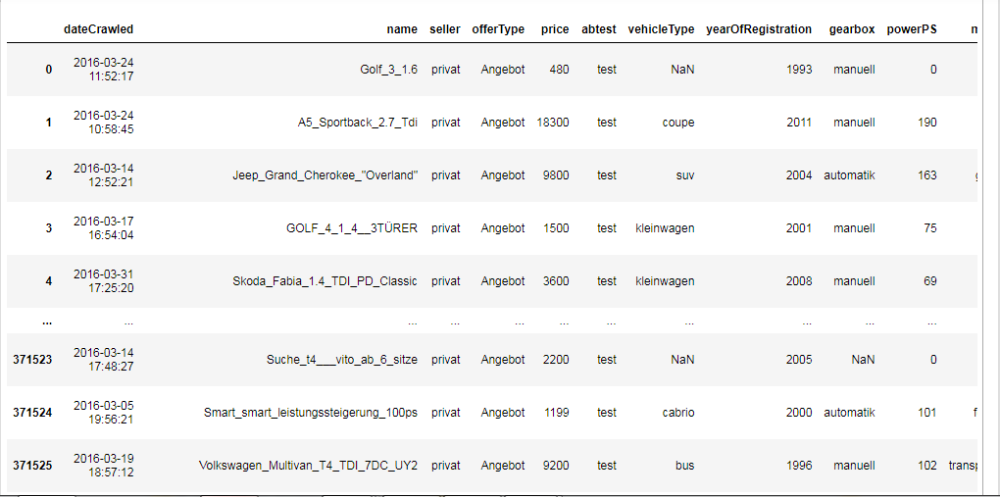 dateCrawled name seller offerType price abtest vehicleType yearOfRegistration gearbox powerPS
0 2016-03-24 11:52:17 Golf_3_1.6 privat Angebot 480 test NaN 1993 manuell 0
1 2016-03-24 10:58:45 A5_Sportback_2.7_Tdi privat Angebot 18300 test coupe 2011 manuell 190
2 2016-03-14 12:52:21 Jeep_Grand_Cherokee_"Overland" privat Angebot 9800 test suv 2004 automatik 163
3 2016-03-17 16:54:04 GOLF_4_1_4__3TÜRER privat Angebot 1500 test kleinwagen 2001 manuell 75
4 2016-03-31 17:25:20 Skoda_Fabia_1.4_TDI_PD_Classic privat Angebot 3600 test kleinwagen 2008 manuell 69
... ... ... ... ... ... ... ... ... ... ...
371523 2016-03-14 17:48:27 Suche_t4___vito_ab_6_sitze privat Angebot 2200 test NaN 2005 NaN 0
371524 2016-03-05 19:56:21 Smart_smart_leistungssteigerung_100ps privat Angebot 1199 test cabrio 2000 automatik 101 f
371525 2016-03-19 18:57:12 Volkswagen_Multivan_T4_TDI_7DC_UY2 privat Angebot 9200 test bus 1996 manuell 102 transp